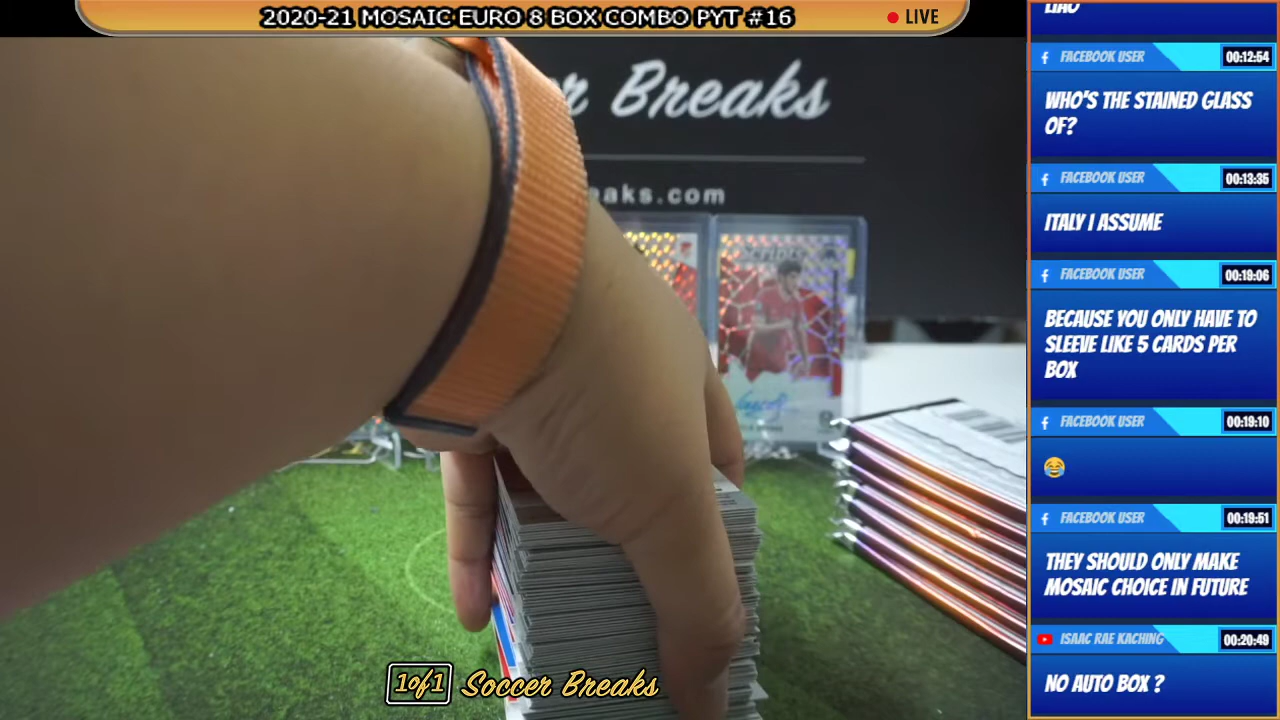 2020-21 MOSAIC EURO 8 BOX COMBO PYT #16
LIVE
Breaks
aks.com
1of1 Soccer Breaks
LIAO
FACEBOOK USER 00:12:54
WHO'S THE STAINED GLASS
OF?
FACEBOOK USER 00:13:35
ITALY I ASSUME
FACEBOOK USER 00:19:06
BECAUSE YOU ONLY HAVE TO
SLEEVE LIKE 5 CARDS PER
BOX
FACEBOOK USER 00:19:10
😂
FACEBOOK USER 00:19:51
THEY SHOULD ONLY MAKE
MOSAIC CHOICE IN FUTURE
ISAAC RAE KACHING 00:20:49
NO AUTO BOX ?